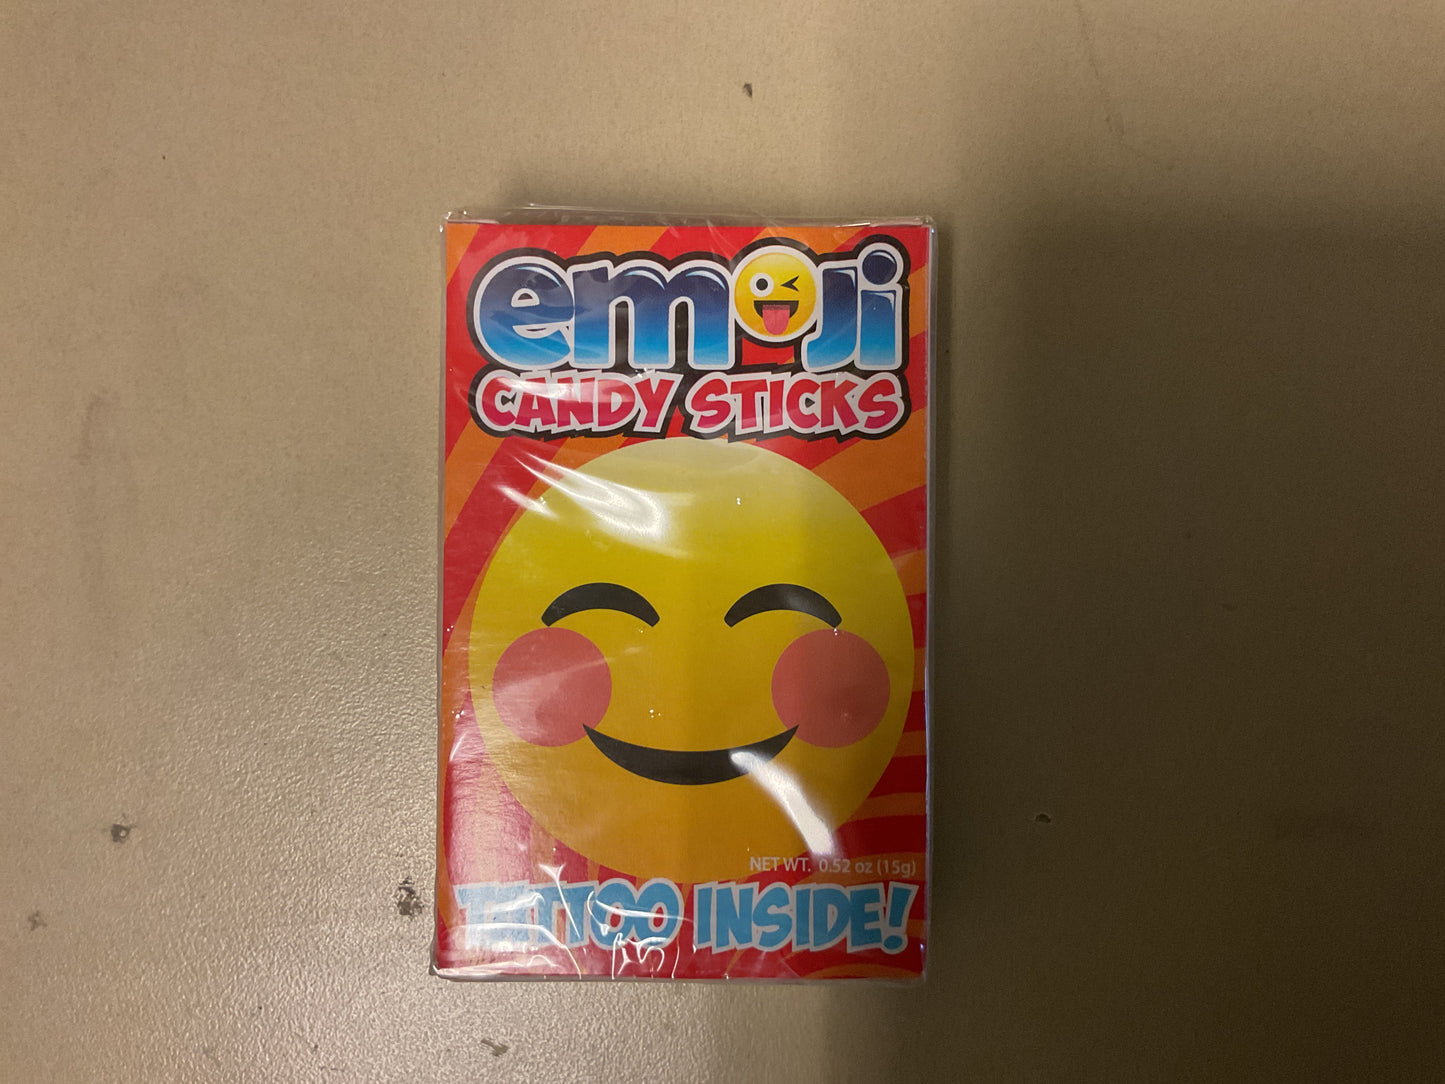 emoji
CANDY STICKS
NET WT. 0.52 oz (15g)
TATTOO INSIDE!